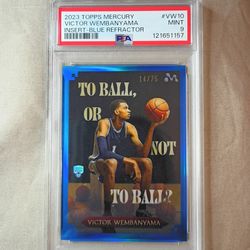 2023 TOPPS MERCURY #VW10
VICTOR WEMBANYAMA MINT
INSERT-BLUE REFRACTOR 9
PSA 121651157
14/75
TO BALL,
OR
NOT
TO BALL?
VICTOR WEMBANYAMA